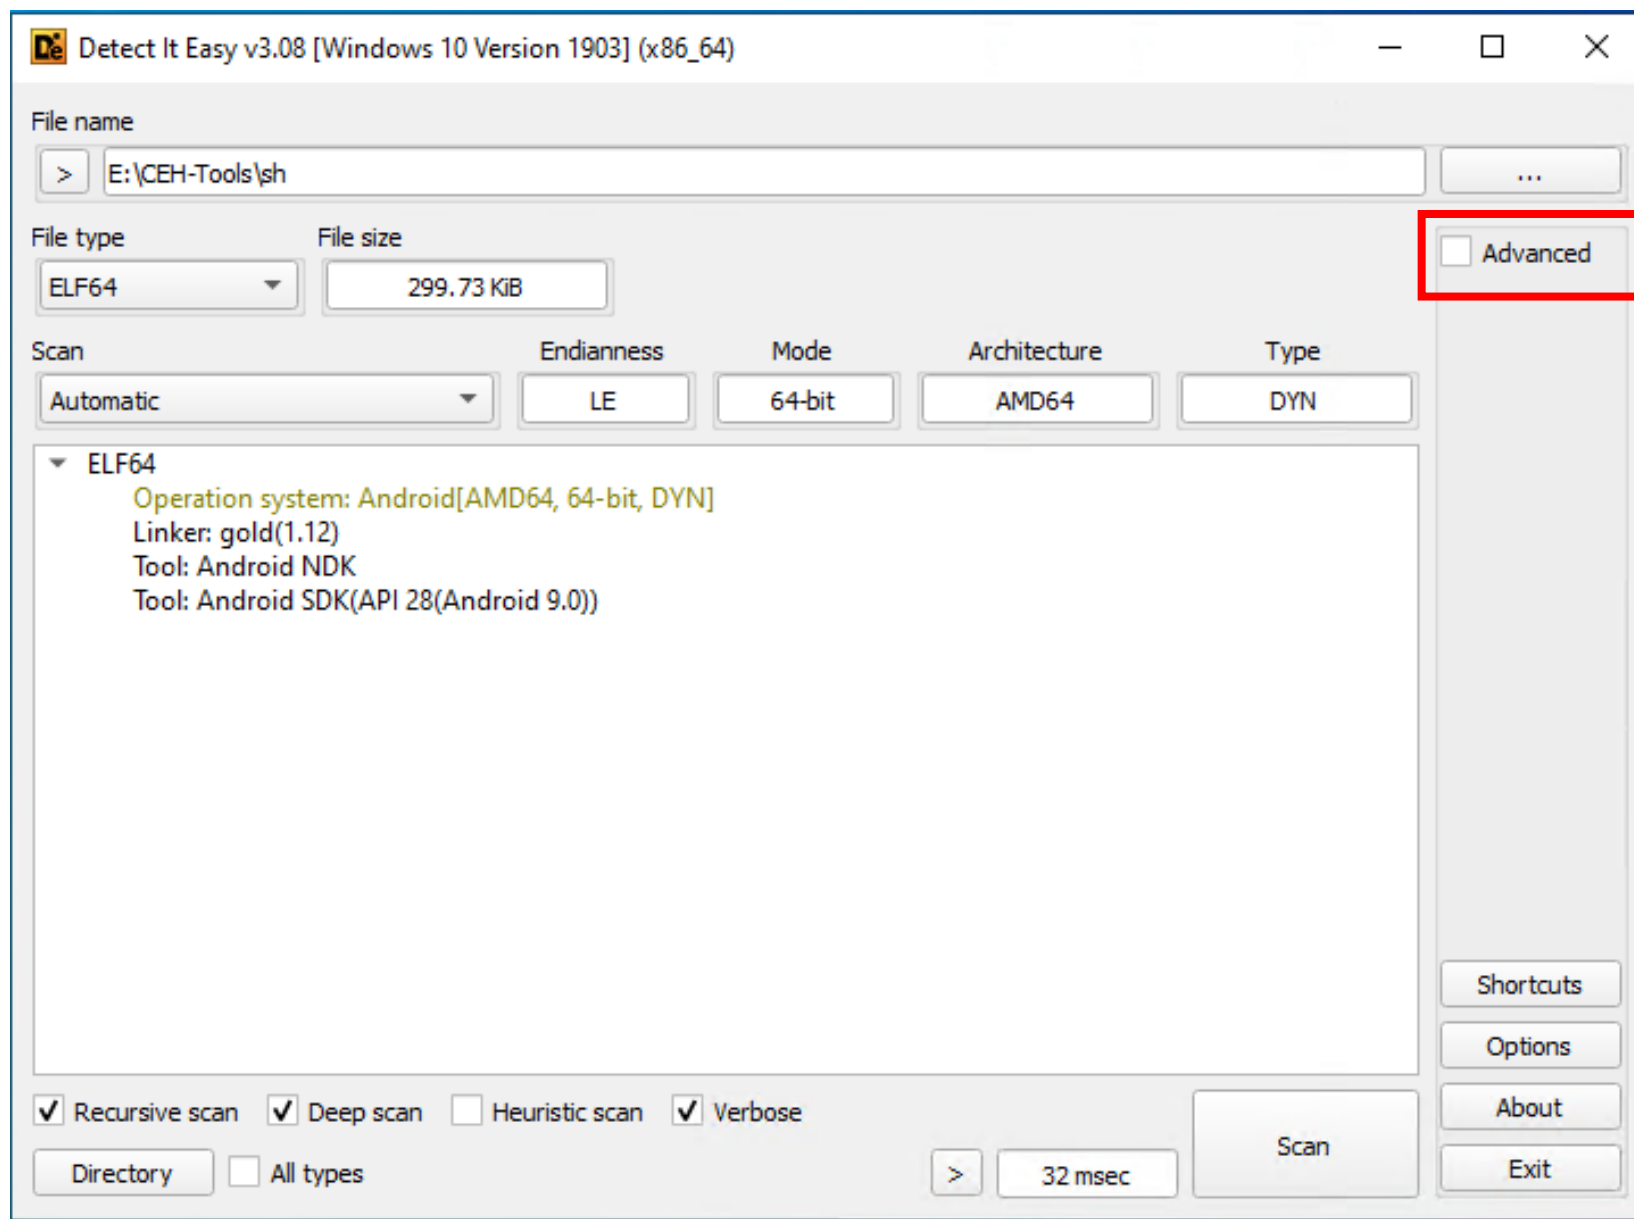 Detect It Easy v3.08 [Windows 10 Version 1903] (x86_64)
File name
> E:\CEH-Tools\sh ...
File type File size Advanced
ELF64 299.73 KiB
Scan Endianness Mode Architecture Type
Automatic LE 64-bit AMD64 DYN
ELF64
Operation system: Android[AMD64, 64-bit, DYN]
Linker: gold(1.12)
Tool: Android NDK
Tool: Android SDK(API 28(Android 9.0))
Shortcuts
Options
Recursive scan Deep scan Heuristic scan Verbose About
Directory All types > 32 msec Scan Exit